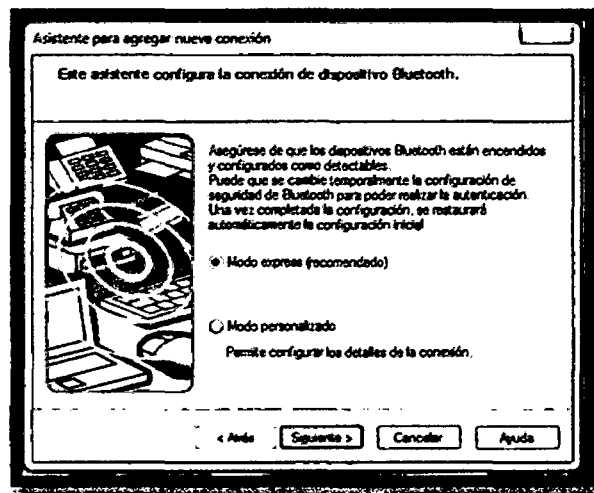 Asistente para agregar nueva conexión
Este asistente configura la conexión de dispositivo Bluetooth.
Asegúrese de que los dispositivos Bluetooth están encendidos
y configurados como detectables.
Puede que se cambie temporalmente la configuración de
seguridad de Bluetooth para poder realizar la autenticación.
Una vez completada la configuración, se restaurará
automáticamente la configuración inicial
Modo express (recomendado)
Modo personalizado
Permite configurar los detalles de la conexión.
< Atrás Siguiente > Cancelar Ayuda